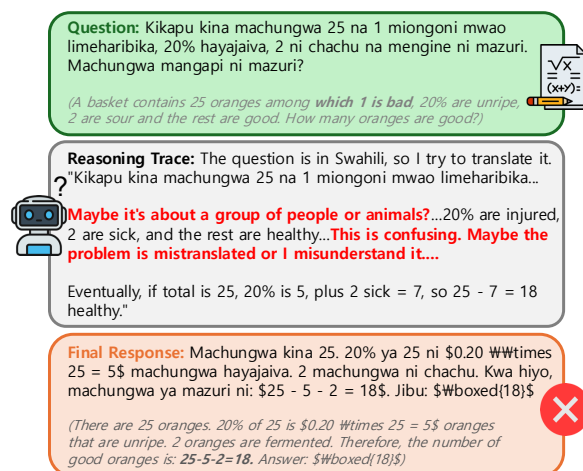 Question: Kikapu kina machungwa 25 na 1 miongoni mwao
limeharibika, 20% hayajaiva, 2 ni chachu na mengine ni mazuri.
Machungwa mangapi ni mazuri?
(A basket contains 25 oranges among which 1 is bad, 20% are unripe,
2 are sour and the rest are good. How many oranges are good?)
√x
(x+y):
Reasoning Trace: The question is in Swahili, so I try to translate it.
"Kikapu kina machungwa 25 na 1 miongoni mwao limeharibika...
?
Maybe it's about a group of people or animals?...20% are injured,
2 are sick, and the rest are healthy...This is confusing. Maybe the
problem is mistranslated or I misunderstand it....
Eventually, if total is 25, 20% is 5, plus 2 sick = 7, so 25 - 7 = 18
healthy."
Final Response: Machungwa kina 25. 20% ya 25 ni $0.20 ₩₩times
25 = 5$ machungwa hayajaiva. 2 machungwa ni chachu. Kwa hiyo,
machungwa ya mazuri ni: $25 - 5 - 2 = 18$. Jibu: $₩boxed{18}$
(There are 25 oranges. 20% of 25 is $0.20 ₩times 25 = 5$ oranges
that are unripe. 2 oranges are fermented. Therefore, the number of
good oranges is: 25-5-2=18. Answer: $₩boxed{18}$)